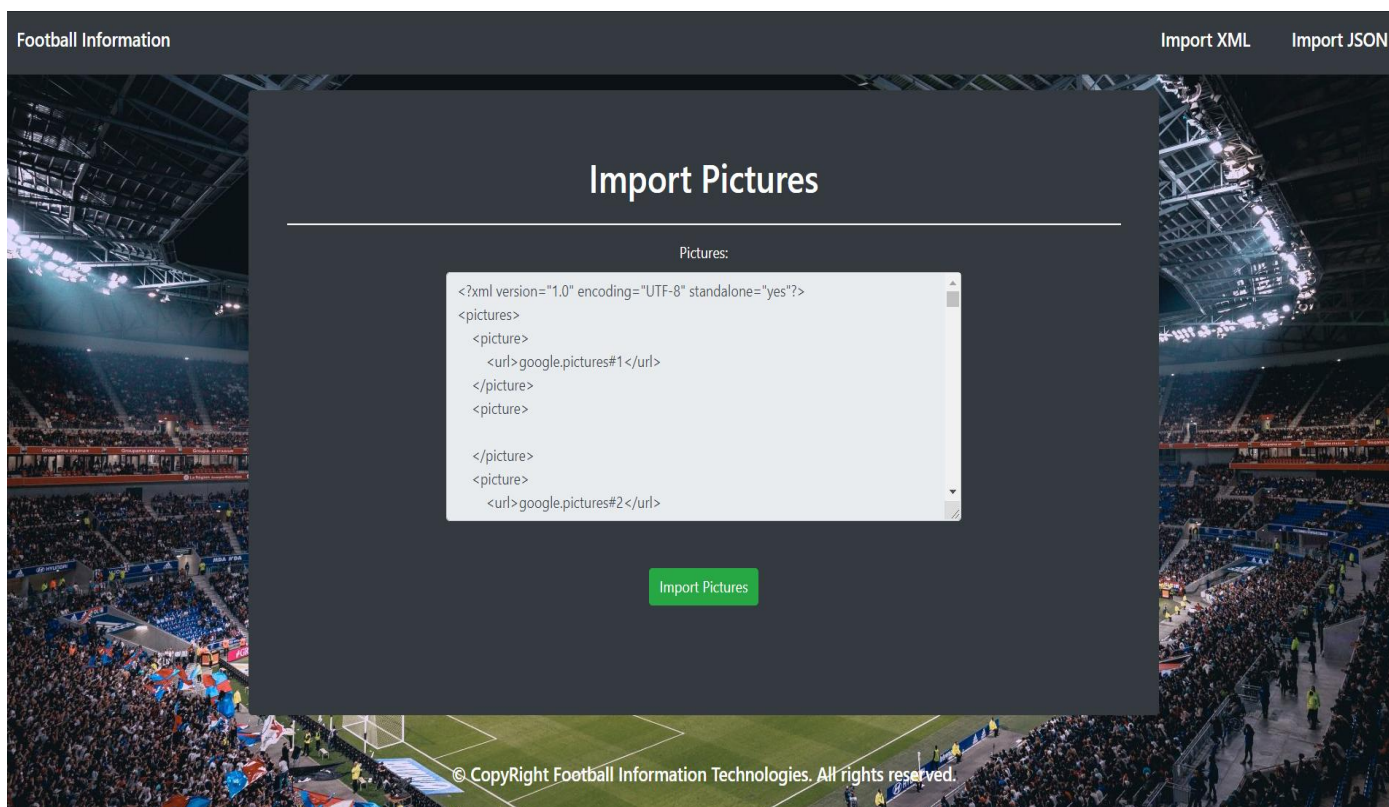 Football Information
Import XML
Import JSON
Import Pictures
Pictures:
<?xml version="1.0" encoding="UTF-8" standalone="yes"?>
<pictures>
<picture>
<url>google.pictures#1</url>
</picture>
<picture>
</picture>
<picture>
<url>google.pictures#2</url>
Import Pictures
© CopyRight Football Information Technologies. All rights reserved.